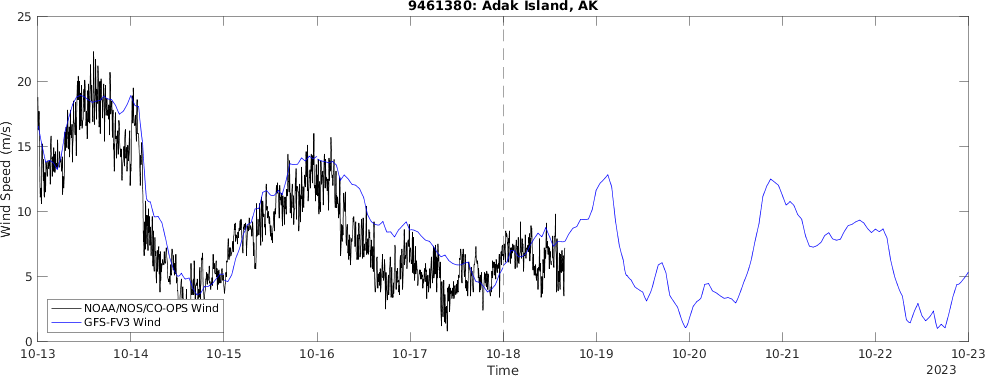 9461380: Adak Island, AK
Wind Speed (m/s)
25
20
15
10
5
0
NOAA/NOS/CO-OPS Wind
GFS-FV3 Wind
10-13 10-14 10-15 10-16 10-17 10-18 10-19 10-20 10-21 10-22 10-23
Time
2023